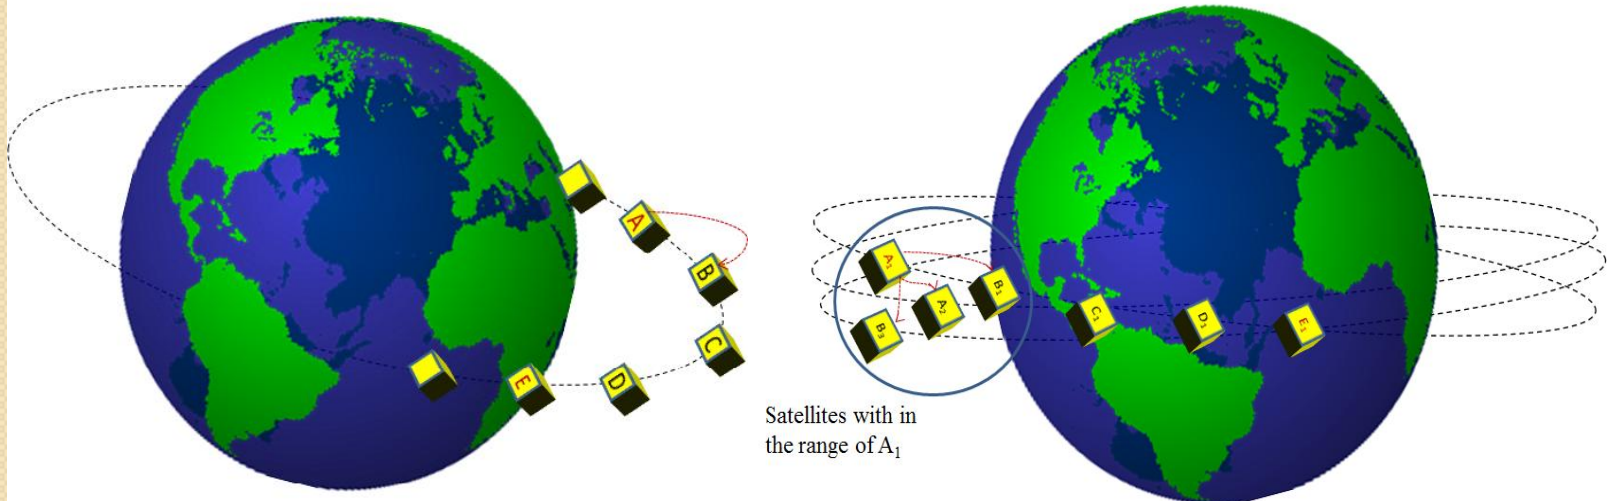 A
B
C
D
E
A₁
B₁
A₂
B₃
C₁
D₁
E₁
Satellites with in
the range of A₁